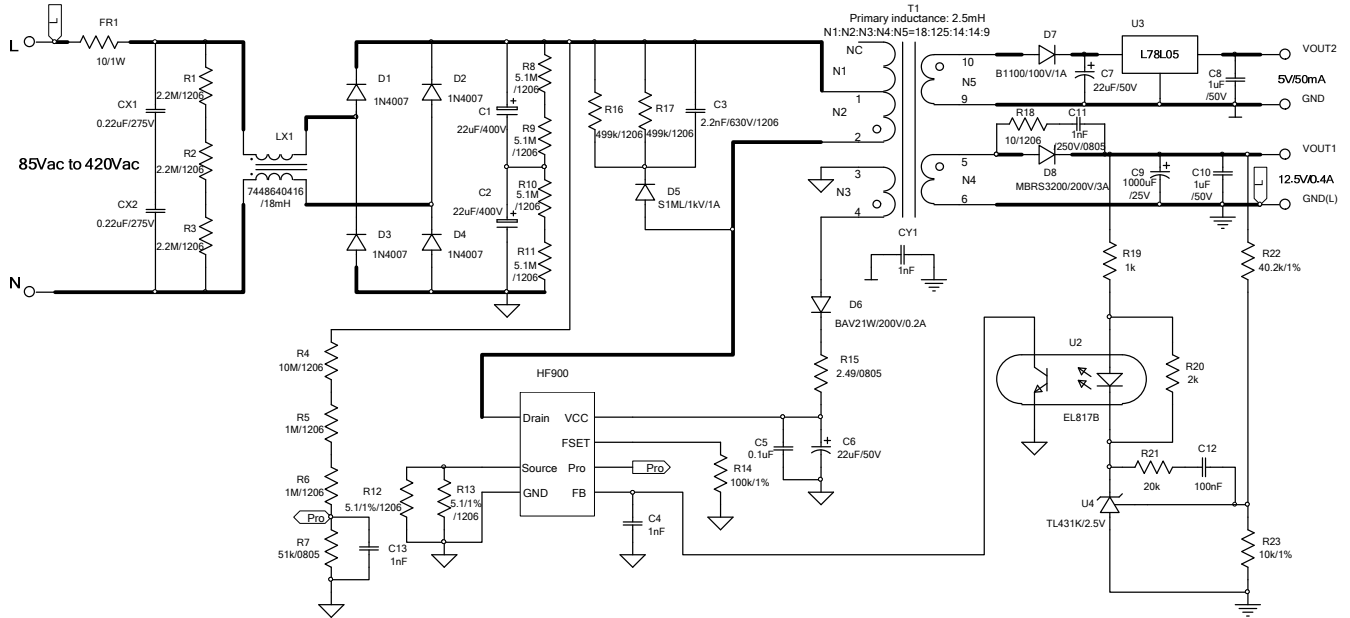 T1
Primary inductance: 2.5mH
N1:N2:N3:N4:N5=18:125:14:14:9
L
L
FR1
10/1W
R1
2.2M/1206
CX1
0.22uF/275V
R2
2.2M/1206
CX2
0.22uF/275V
R3
2.2M/1206
85Vac to 420Vac
N
LX1
7448640416
/18mH
D1
1N4007
D2
1N4007
D3
1N4007
D4
1N4007
C1
22uF/400V
C2
22uF/400V
R8
5.1M
/1206
R9
5.1M
/1206
R10
5.1M
/1206
R11
5.1M
/1206
R16
499k/1206
R17
499k/1206
C3
2.2nF/630V/1206
D5
S1ML/1kV/1A
NC
N1
1
N2
2
3
N3
4
10
N5
9
5
N4
6
CY1
1nF
D7
B1100/100V/1A
C7
22uF/50V
U3
L78L05
C8
1uF
/50V
VOUT2
5V/50mA
GND
R18
10/1206
C11
1nF
/250V/0805
D8
MBRS3200/200V/3A
C9
1000uF
/25V
C10
1uF
/50V
L
VOUT1
12.5V/0.4A
GND(L)
D6
BAV21W/200V/0.2A
R15
2.49/0805
R19
1k
R22
40.2k/1%
U2
EL817B
R20
2k
R21
20k
C12
100nF
U4
TL431K/2.5V
R23
10k/1%
R4
10M/1206
R5
1M/1206
R6
1M/1206
Pro
R7
51k/0805
C13
1nF
HF900
Drain
VCC
FSET
Source
Pro
GND
FB
Pro
R12
5.1/1%/1206
R13
5.1/1%
/1206
C5
0.1uF
C6
22uF/50V
R14
100k/1%
C4
1nF